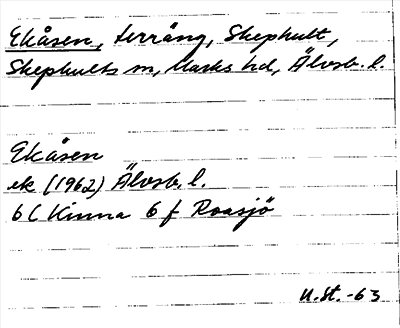 Ekåsen, terräng, Skephult,
Skephults sn, Marks hd, Älvsb. l.
Ekåsen
ek (1962) Älvsb. l.
6 C Kinna 6 f Roasjö
U. St. -63